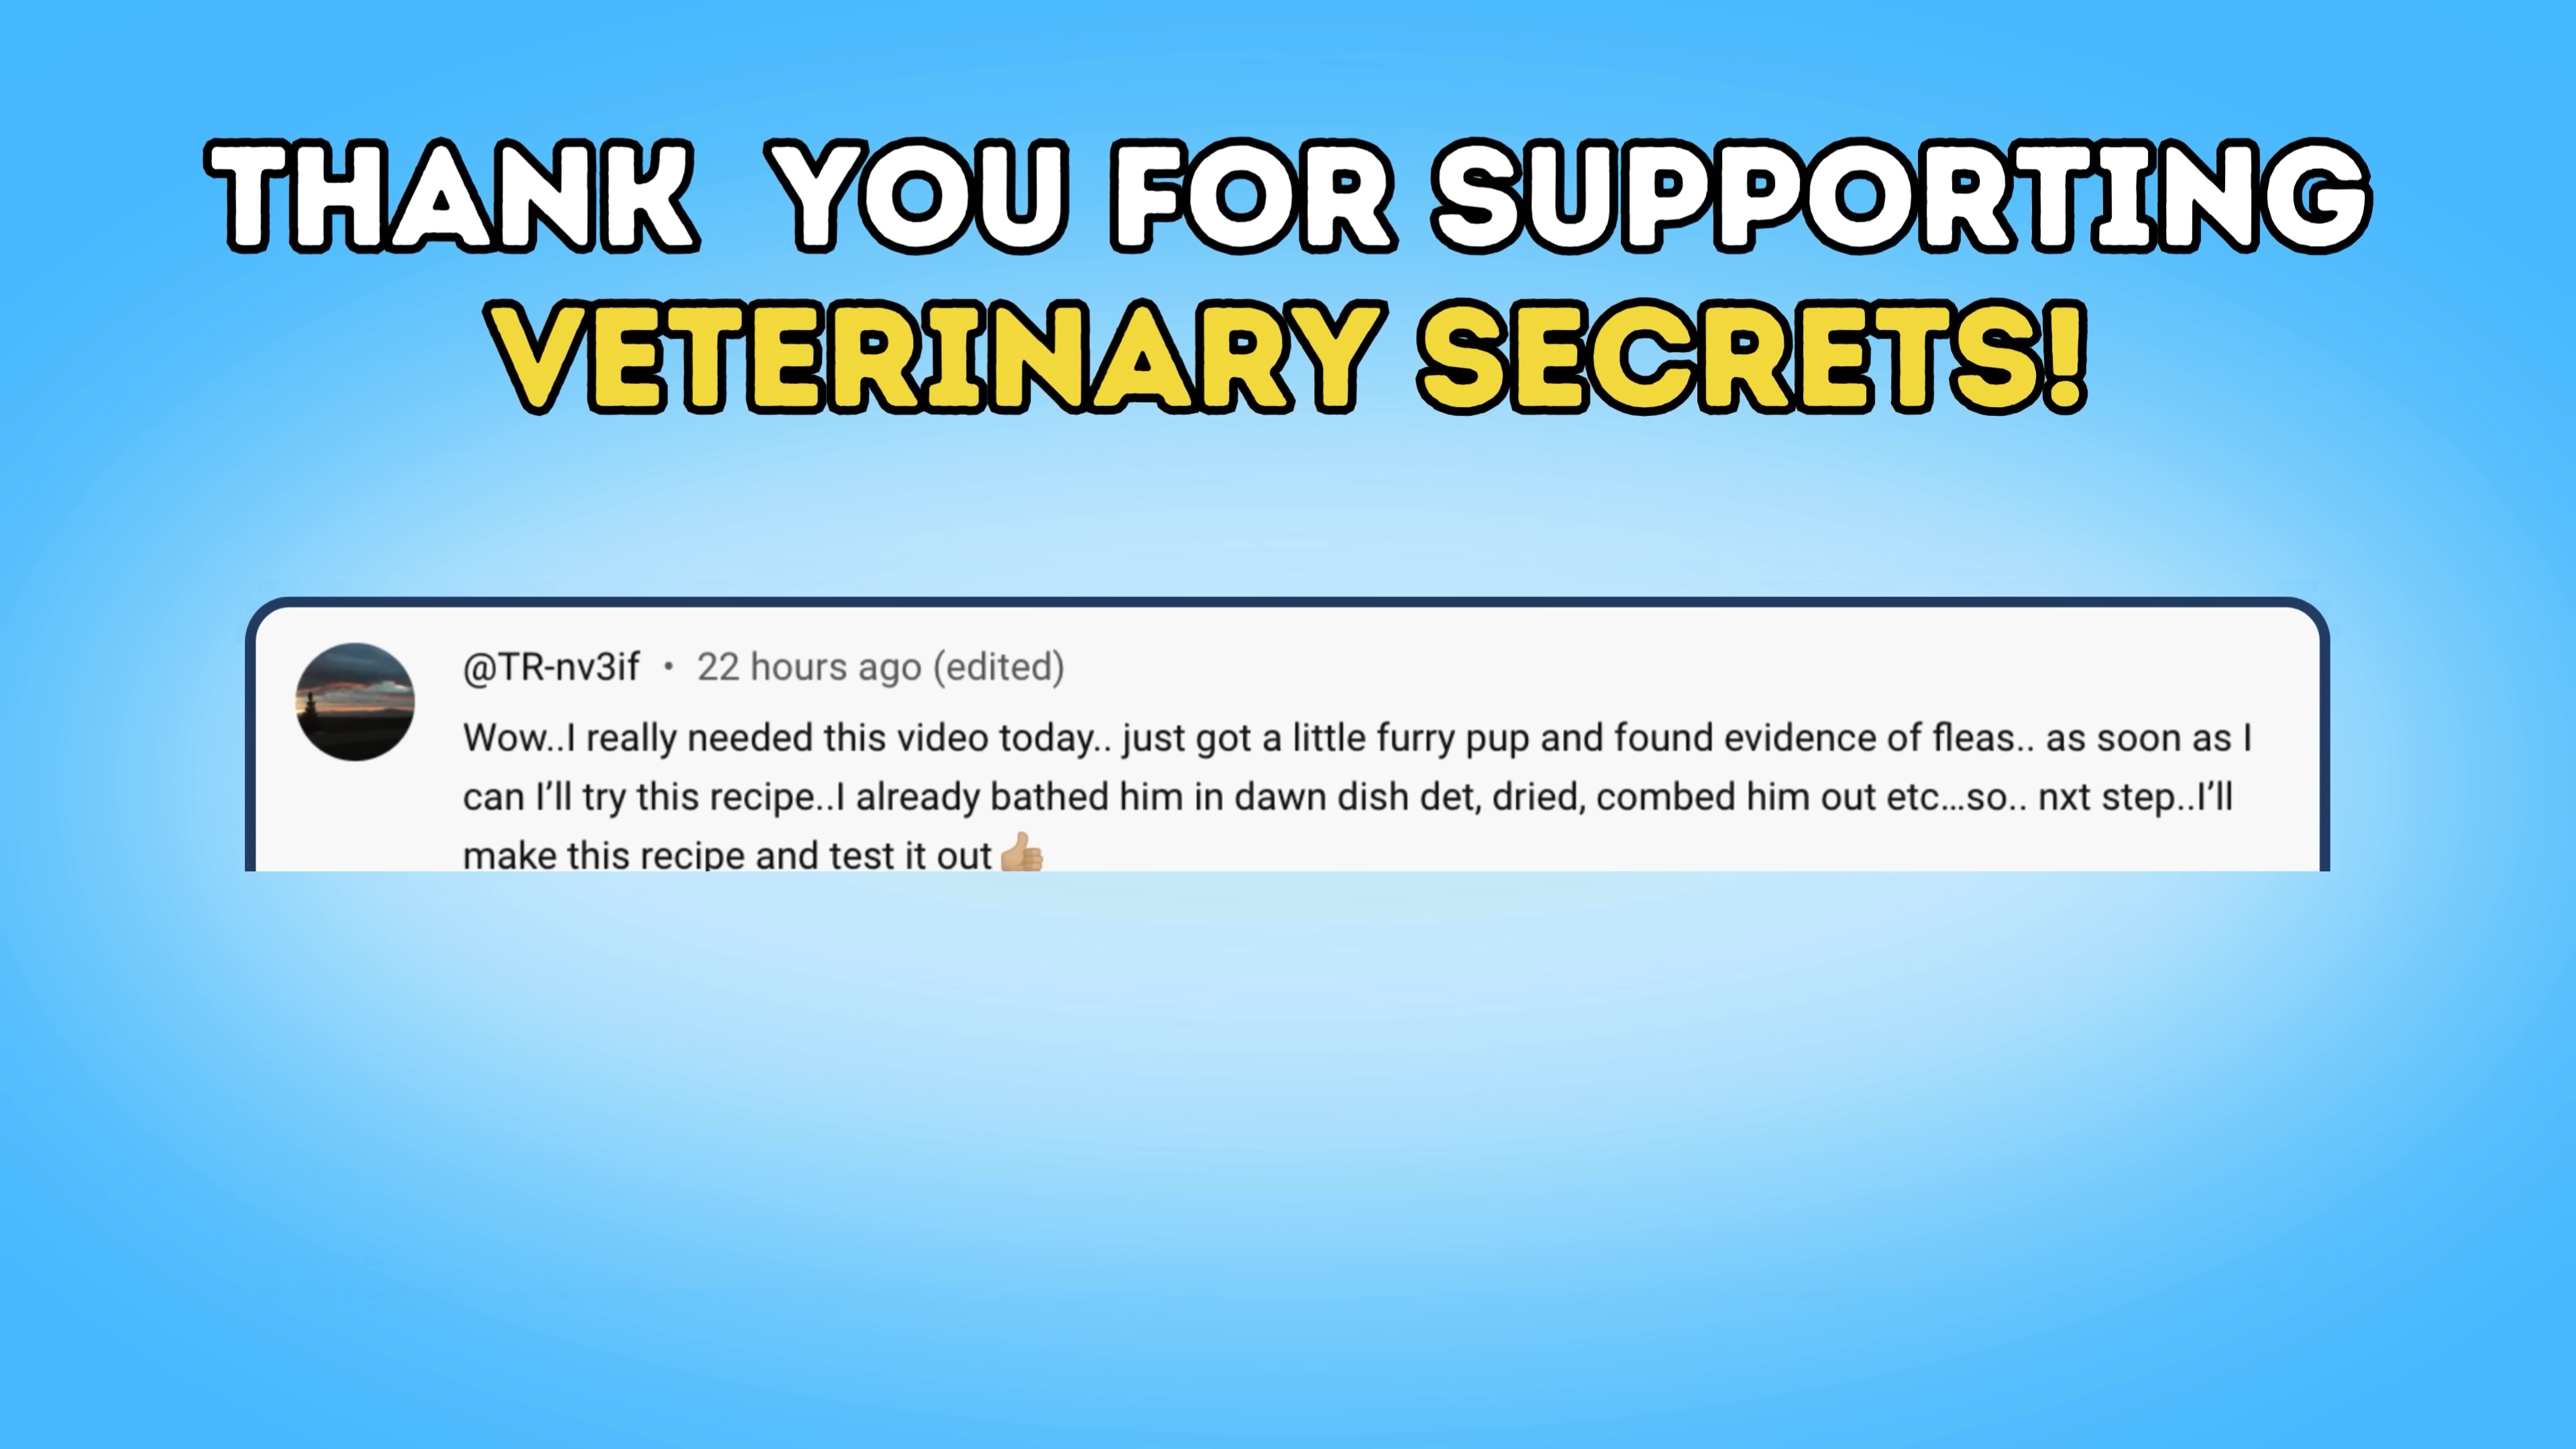 THANK YOU FOR SUPPORTING
VETERINARY SECRETS!
@TR-nv3if • 22 hours ago (edited)
Wow..I really needed this video today.. just got a little furry pup and found evidence of fleas.. as soon as I
can I’ll try this recipe..I already bathed him in dawn dish det, dried, combed him out etc...so.. nxt step..I’ll
make this recipe and test it out👍🏼